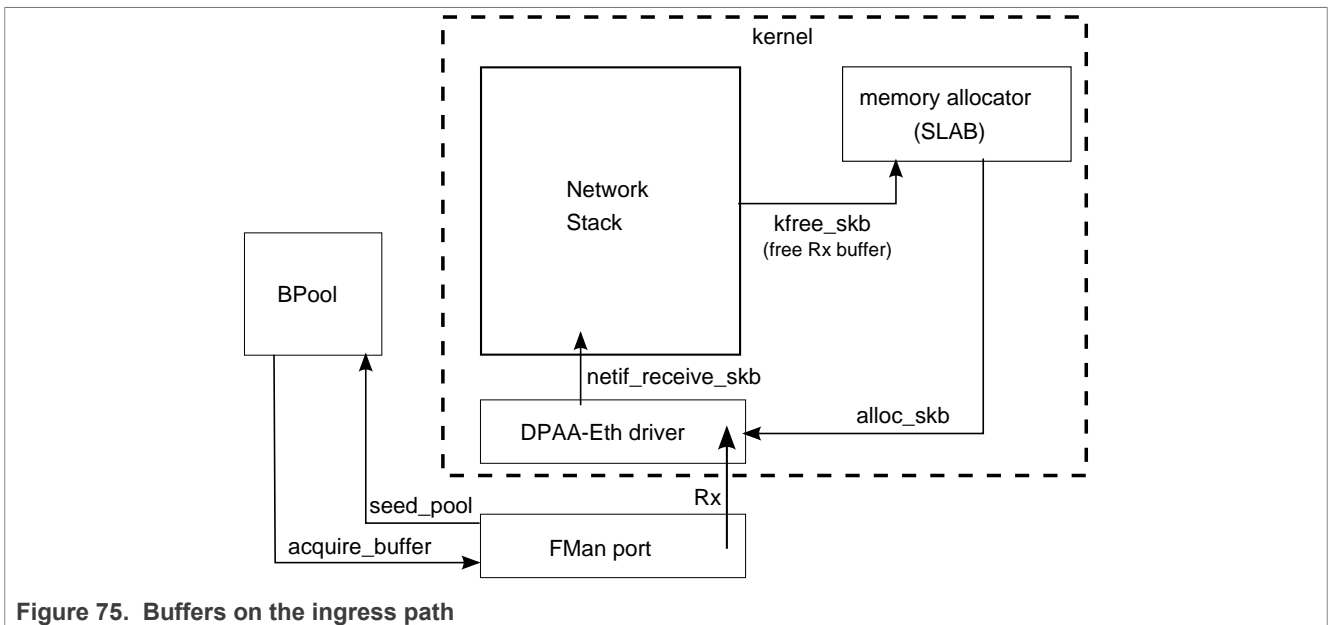 kernel
memory allocator
(SLAB)
Network
Stack
kfree_skb
(free Rx buffer)
BPool
netif_receive_skb
alloc_skb
DPAA-Eth driver
Rx
seed_pool
FMan port
acquire_buffer
Figure 75. Buffers on the ingress path